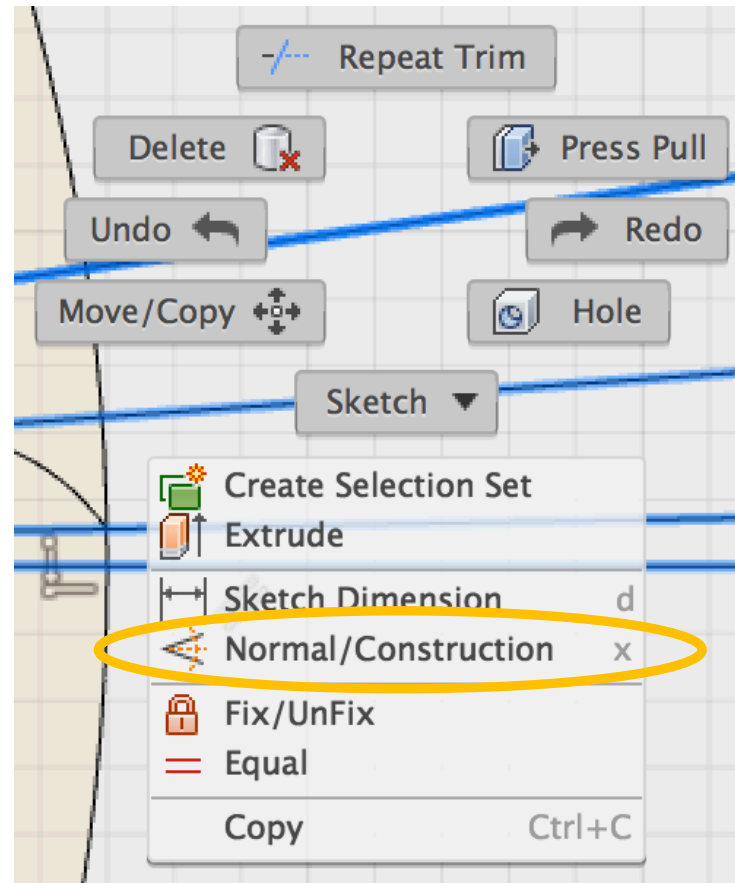 Repeat Trim
Delete
Press Pull
Undo
Redo
Move/Copy
Hole
Sketch
Create Selection Set
Extrude
Sketch Dimension d
Normal/Construction x
Fix/UnFix
Equal
Copy Ctrl+C